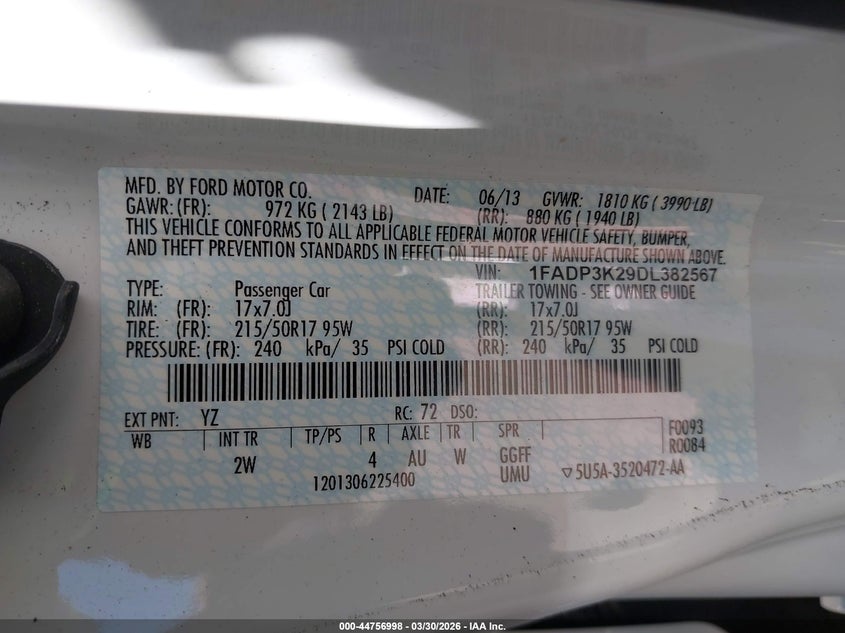 MFD. BY FORD MOTOR CO. DATE: 06/13 GVWR: 1810 KG ( 3990 LB)
GAWR: (FR): 972 KG ( 2143 LB) (RR): 880 KG ( 1940 LB)
THIS VEHICLE CONFORMS TO ALL APPLICABLE FEDERAL MOTOR VEHICLE SAFETY, BUMPER,
AND THEFT PREVENTION STANDARDS IN EFFECT ON THE DATE OF MANUFACTURE SHOWN ABOVE.
VIN: 1FADP3K29DL382567
TYPE: Passenger Car TRAILER TOWING - SEE OWNER GUIDE
RIM: (FR): 17x7.0J (RR): 17x7.0J
TIRE: (FR): 215/50R17 95W (RR): 215/50R17 95W
PRESSURE: (FR): 240 kPa/ 35 PSI COLD (RR): 240 kPa/ 35 PSI COLD
EXT PNT: YZ RC: 72 DSO:
WB INT TR TP/PS R AXLE TR SPR F0093
R0084
2W 4 AU W GGFF
UMU
1201306225400 ▽5U5A-3520472-AA
000-44756998 - 03/30/2026 - IAA Inc.